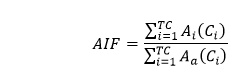 AIF = \frac{\sum_{i=1}^{TC} A_i(C_i)}{\sum_{i=1}^{TC} A_a(C_i)}